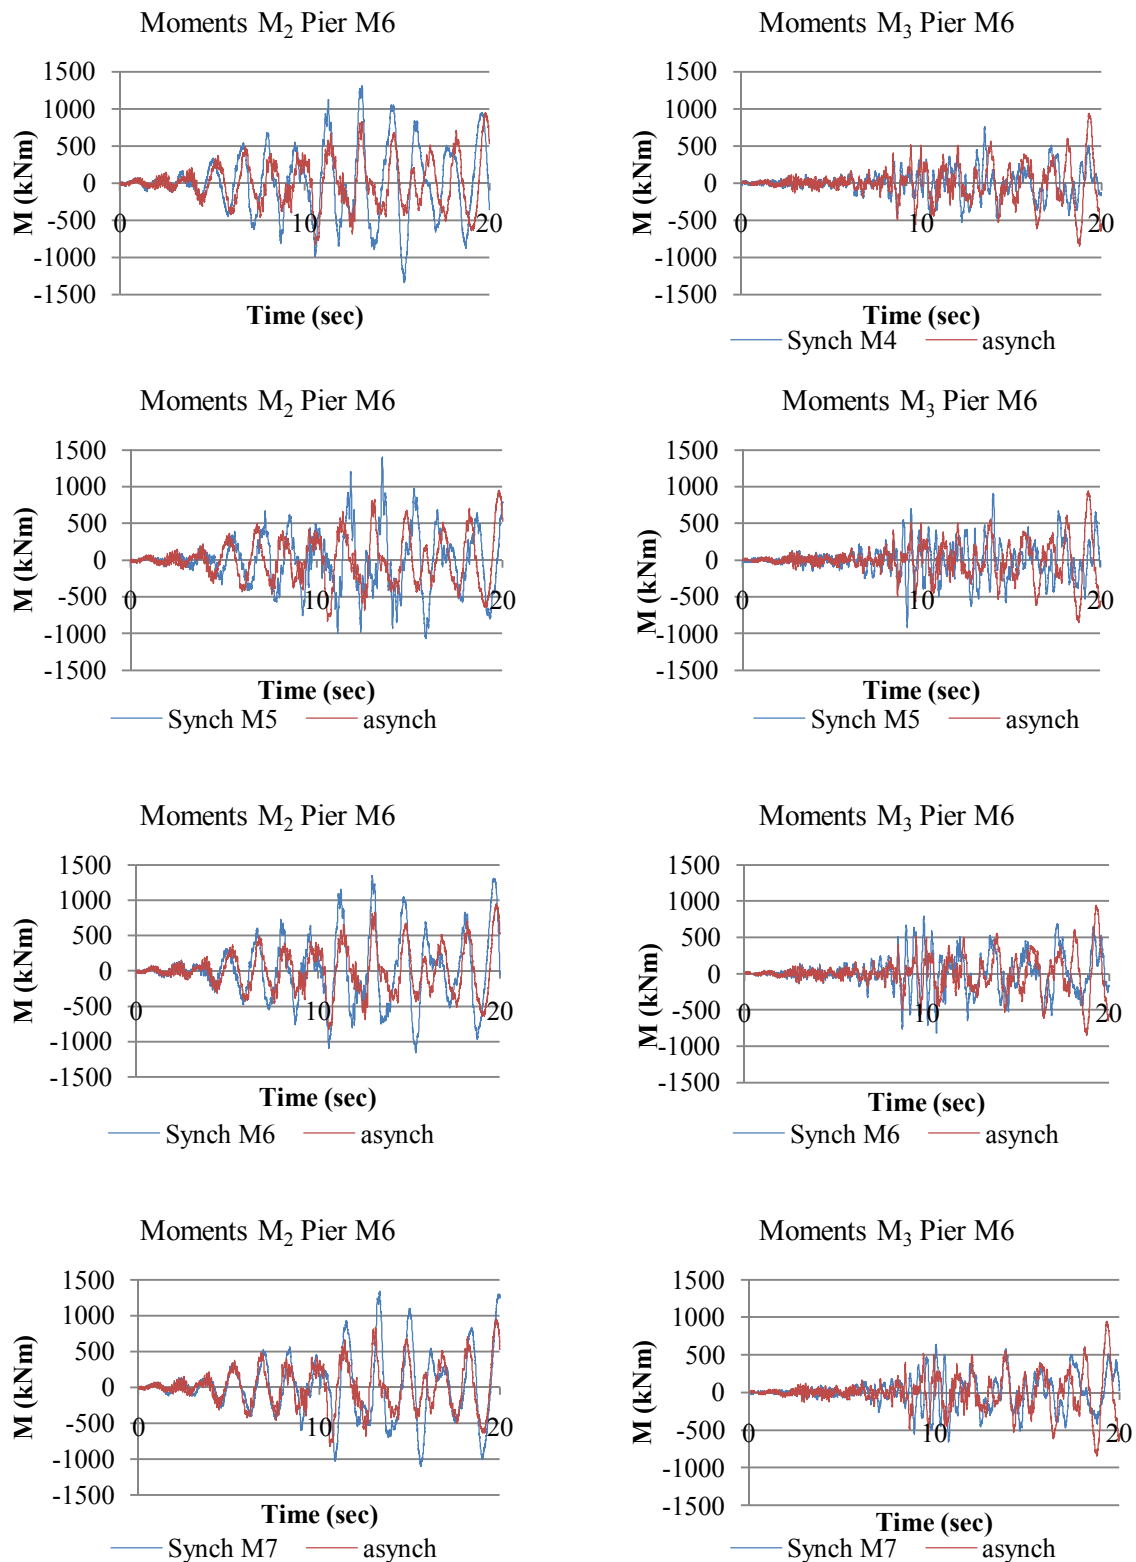 Moments M₂ Pier M6
1500
1000
500
0
-500
-1000
-1500
0
10
20
M (kNm)
Time (sec)
Moments M₃ Pier M6
1500
1000
500
0
-500
-1000
-1500
0
10
20
M (kNm)
Time (sec)
Synch M4 asynch
Moments M₂ Pier M6
1500
1000
500
0
-500
-1000
-1500
0
10
20
M (kNm)
Time (sec)
Synch M5 asynch
Moments M₃ Pier M6
1500
1000
500
0
-500
-1000
-1500
0
10
20
M (kNm)
Time (sec)
Synch M5 asynch
Moments M₂ Pier M6
1500
1000
500
0
-500
-1000
-1500
0
10
20
M (kNm)
Time (sec)
Synch M6 asynch
Moments M₃ Pier M6
1500
1000
500
0
-500
-1000
-1500
0
10
20
M (kNm)
Time (sec)
Synch M6 asynch
Moments M₂ Pier M6
1500
1000
500
0
-500
-1000
-1500
0
10
20
M (kNm)
Time (sec)
Synch M7 asynch
Moments M₃ Pier M6
1500
1000
500
0
-500
-1000
-1500
0
10
20
M (kNm)
Time (sec)
Synch M7 asynch